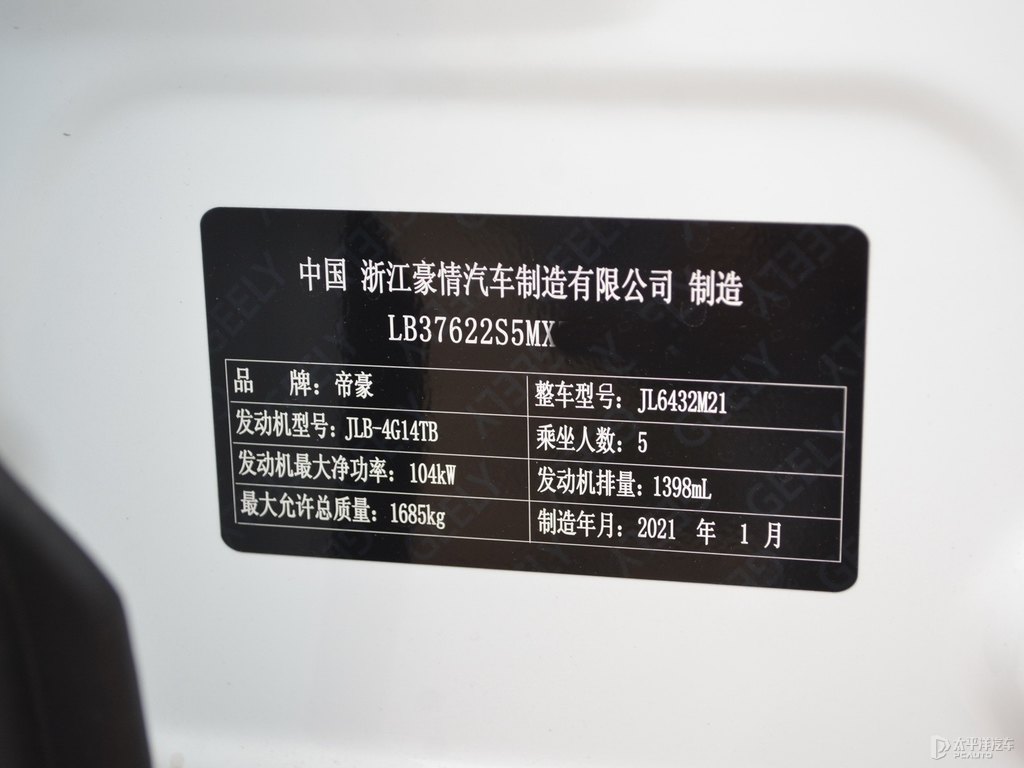 中国 浙江豪情汽车制造有限公司 制造
LB37622S5MX
品 牌：帝豪 整车型号：JL6432M21
发动机型号：JLB-4G14TB 乘坐人数：5
发动机最大净功率：104kW 发动机排量：1398mL
最大允许总质量：1685kg 制造年月：2021 年 1 月
太平洋汽车
PCAUTO